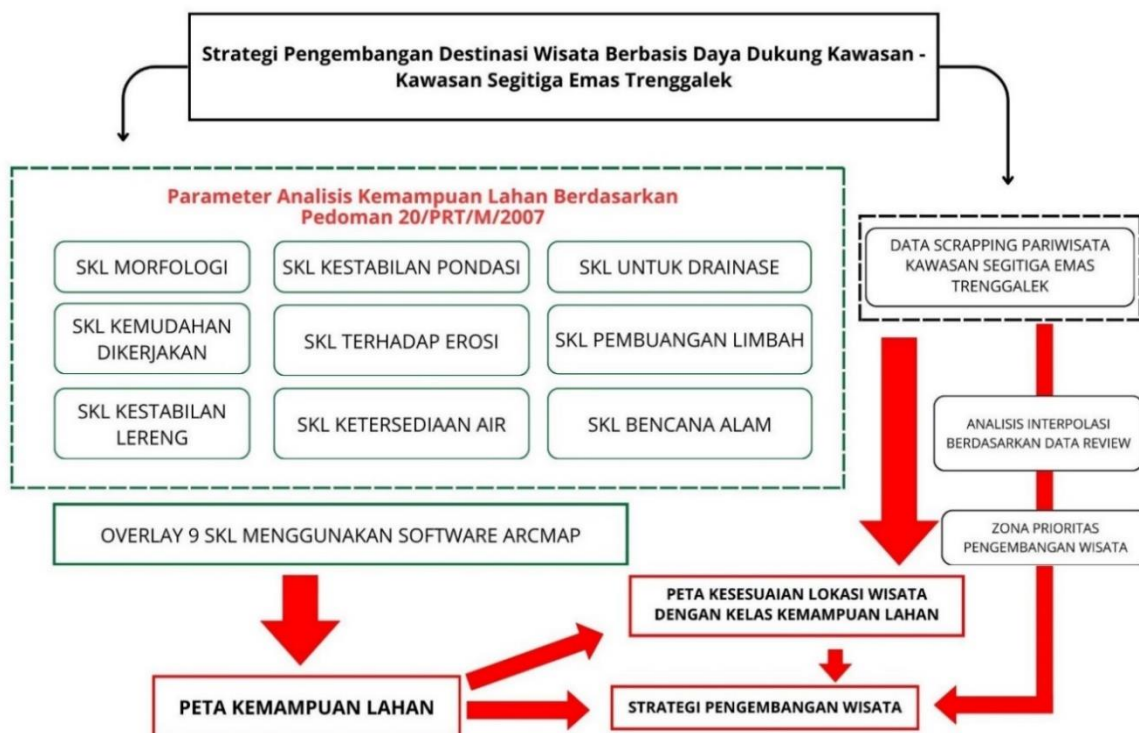 Strategi Pengembangan Destinasi Wisata Berbasis Daya Dukung Kawasan -
Kawasan Segitiga Emas Trenggalek
Parameter Analisis Kemampuan Lahan Berdasarkan
Pedoman 20/PRT/M/2007
SKL MORFOLOGI
SKL KESTABILAN PONDASI
SKL UNTUK DRAINASE
SKL KEMUDAHAN
DIKERJAKAN
SKL TERHADAP EROSI
SKL PEMBUANGAN LIMBAH
SKL KESTABILAN
LERENG
SKL KETERSEDIAAN AIR
SKL BENCANA ALAM
DATA SCRAPPING PARIWISATA
KAWASAN SEGITIGA EMAS
TRENGGALEK
ANALISIS INTERPOLASI
BERDASARKAN DATA REVIEW
ZONA PRIORITAS
PENGEMBANGAN WISATA
OVERLAY 9 SKL MENGGUNAKAN SOFTWARE ARCMAP
PETA KESESUAIAN LOKASI WISATA
DENGAN KELAS KEMAMPUAN LAHAN
PETA KEMAMPUAN LAHAN
STRATEGI PENGEMBANGAN WISATA